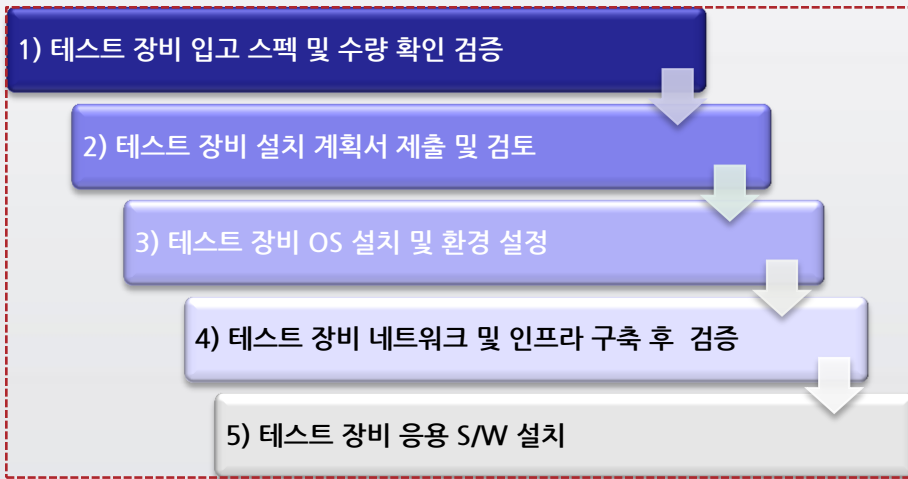 1) 테스트 장비 입고 스펙 및 수량 확인 검증
2) 테스트 장비 설치 계획서 제출 및 검토
3) 테스트 장비 OS 설치 및 환경 설정
4) 테스트 장비 네트워크 및 인프라 구축 후 검증
5) 테스트 장비 응용 S/W 설치